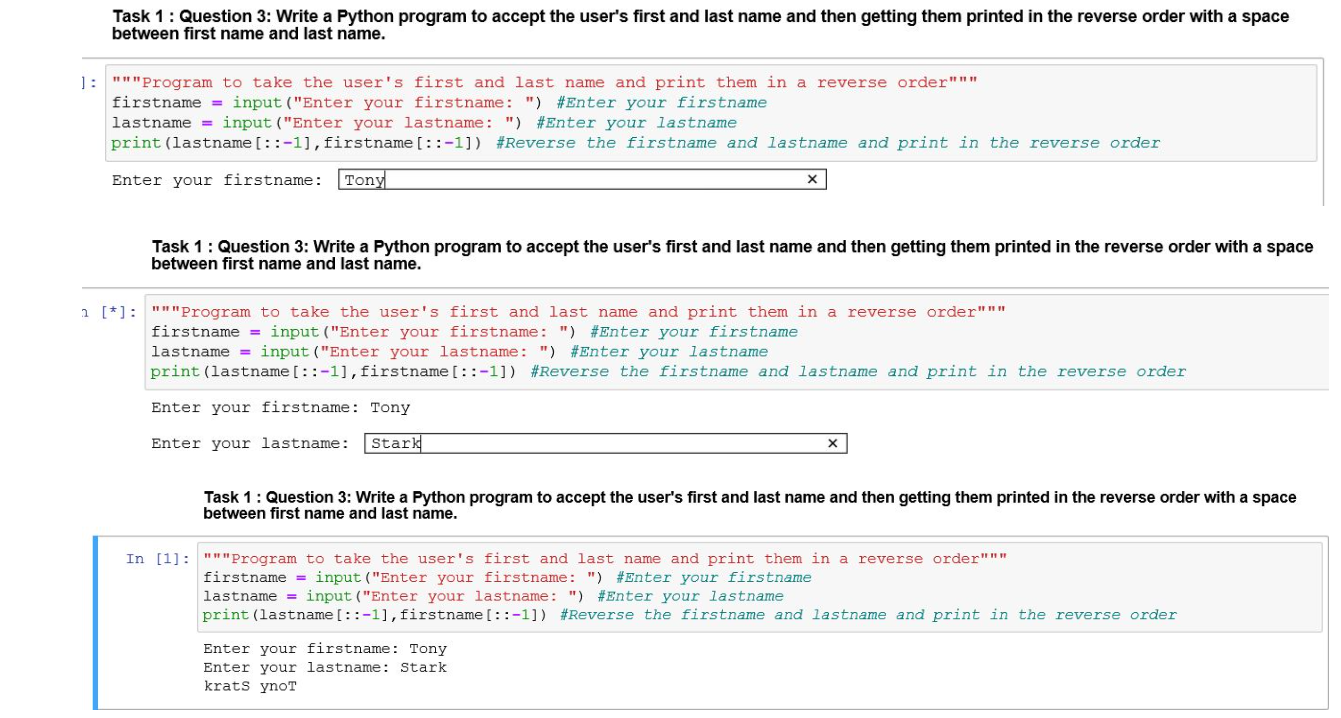 Task 1 : Question 3: Write a Python program to accept the user's first and last name and then getting them printed in the reverse order with a space
between first name and last name.
]: """Program to take the user's first and last name and print them in a reverse order"""
firstname = input("Enter your firstname: ") #Enter your firstname
lastname = input("Enter your lastname: ") #Enter your lastname
print(lastname[::-1],firstname[::-1]) #Reverse the firstname and lastname and print in the reverse order
Enter your firstname: Tony ×
Task 1 : Question 3: Write a Python program to accept the user's first and last name and then getting them printed in the reverse order with a space
between first name and last name.
n [*]: """Program to take the user's first and last name and print them in a reverse order"""
firstname = input("Enter your firstname: ") #Enter your firstname
lastname = input("Enter your lastname: ") #Enter your lastname
print(lastname[::-1],firstname[::-1]) #Reverse the firstname and lastname and print in the reverse order
Enter your firstname: Tony
Enter your lastname: Stark ×
Task 1 : Question 3: Write a Python program to accept the user's first and last name and then getting them printed in the reverse order with a space
between first name and last name.
In [1]: """Program to take the user's first and last name and print them in a reverse order"""
firstname = input("Enter your firstname: ") #Enter your firstname
lastname = input("Enter your lastname: ") #Enter your lastname
print(lastname[::-1],firstname[::-1]) #Reverse the firstname and lastname and print in the reverse order
Enter your firstname: Tony
Enter your lastname: Stark
kratS ynoT